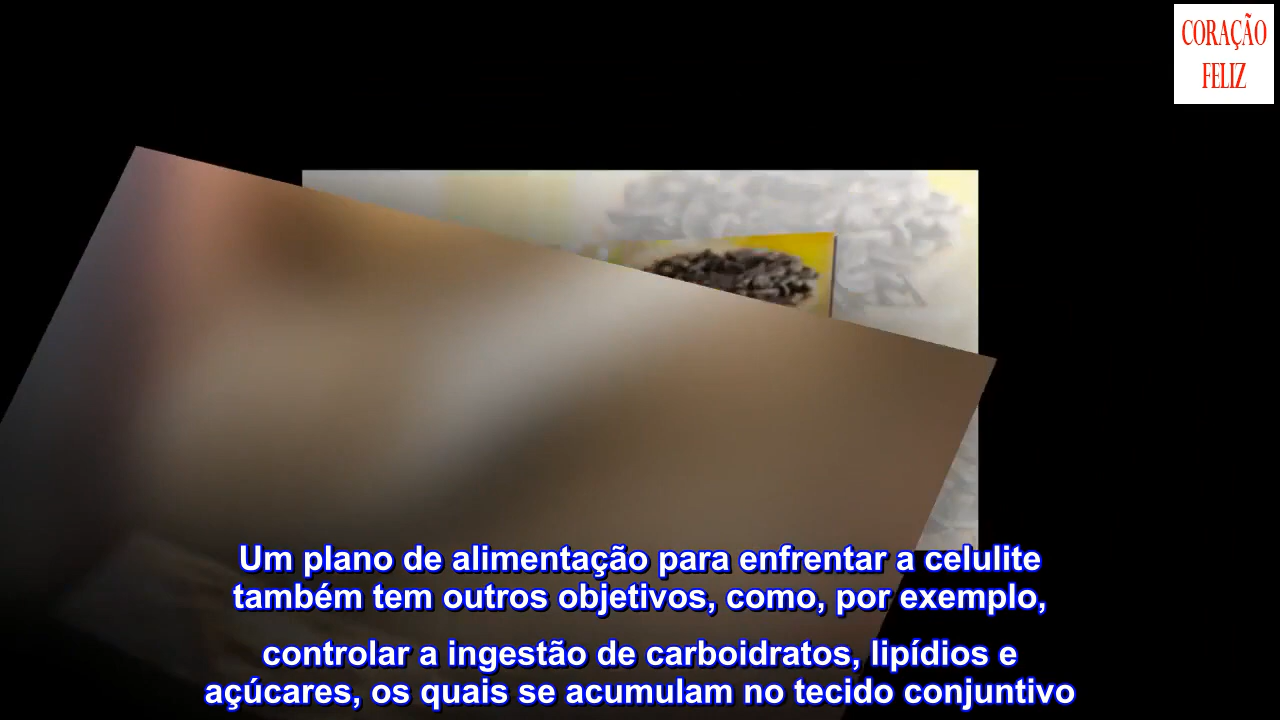 CORAÇÃO
FELIZ
Um plano de alimentação para enfrentar a celulite
também tem outros objetivos, como, por exemplo,
controlar a ingestão de carboidratos, lipídios e
açúcares, os quais se acumulam no tecido conjuntivo